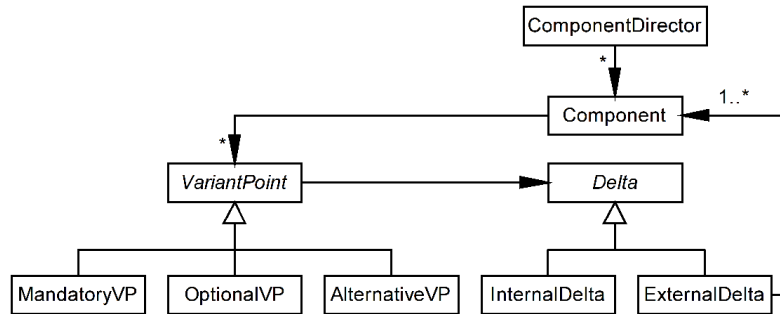 ComponentDirector
*
1..*
Component
*
VariantPoint
Delta
MandatoryVP
OptionalVP
AlternativeVP
InternalDelta
ExternalDelta